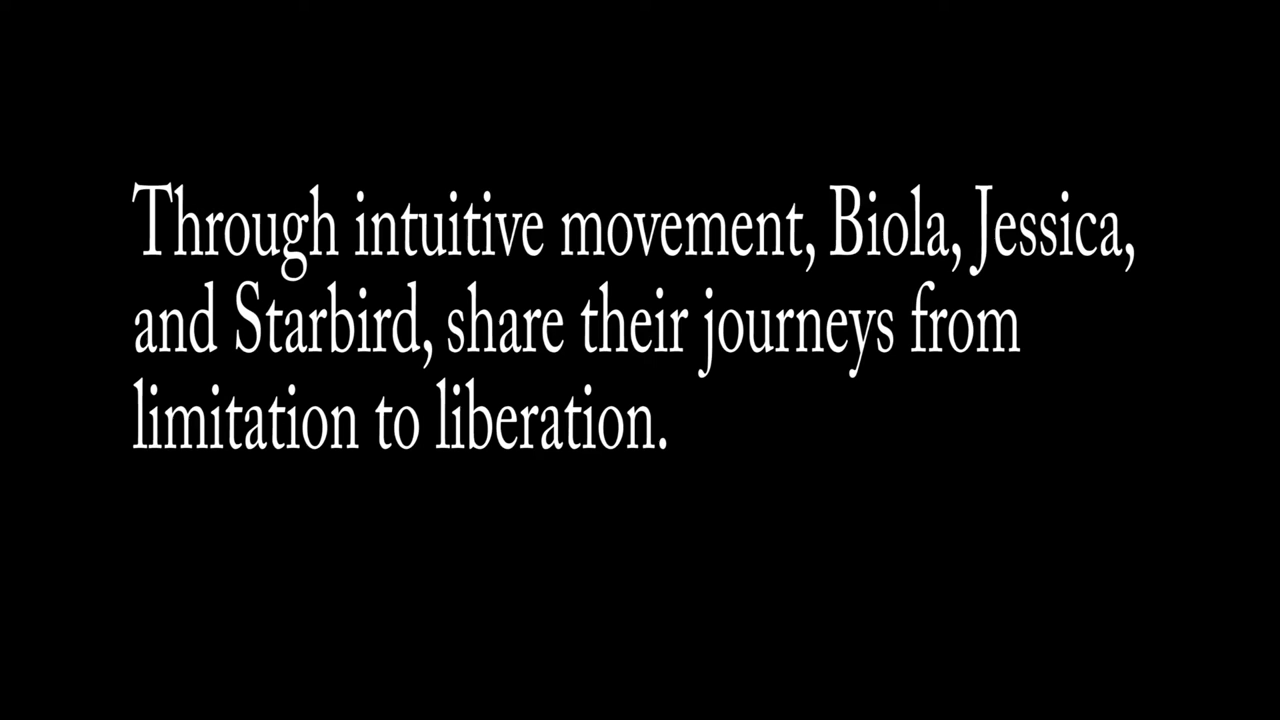 Through intuitive movement, Biola, Jessica,
and Starbird, share their journeys from
limitation to liberation.